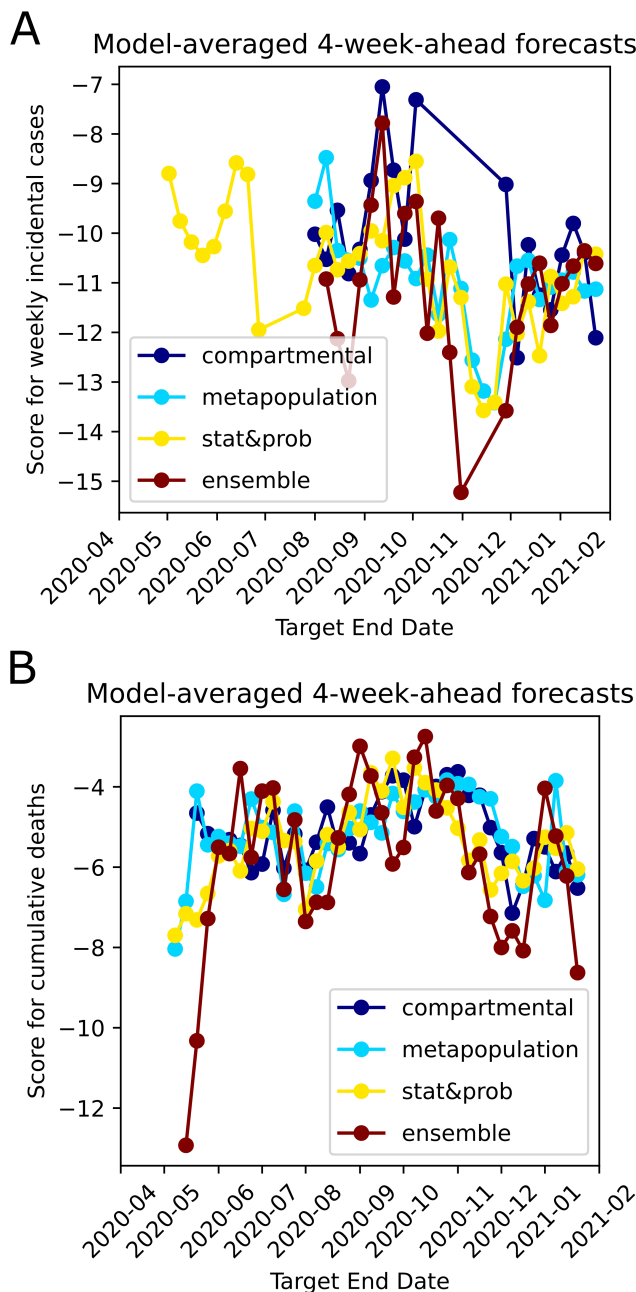 A
Model-averaged 4-week-ahead forecasts
Score for weekly incidental cases
−7
−8
−9
−10
−11
−12
−13
−14
−15
compartmental
metapopulation
stat&prob
ensemble
2020-04
2020-05
2020-06
2020-07
2020-08
2020-09
2020-10
2020-11
2020-12
2021-01
2021-02
Target End Date
B
Model-averaged 4-week-ahead forecasts
Score for cumulative deaths
−4
−6
−8
−10
−12
compartmental
metapopulation
stat&prob
ensemble
2020-04
2020-05
2020-06
2020-07
2020-08
2020-09
2020-10
2020-11
2020-12
2021-01
2021-02
Target End Date